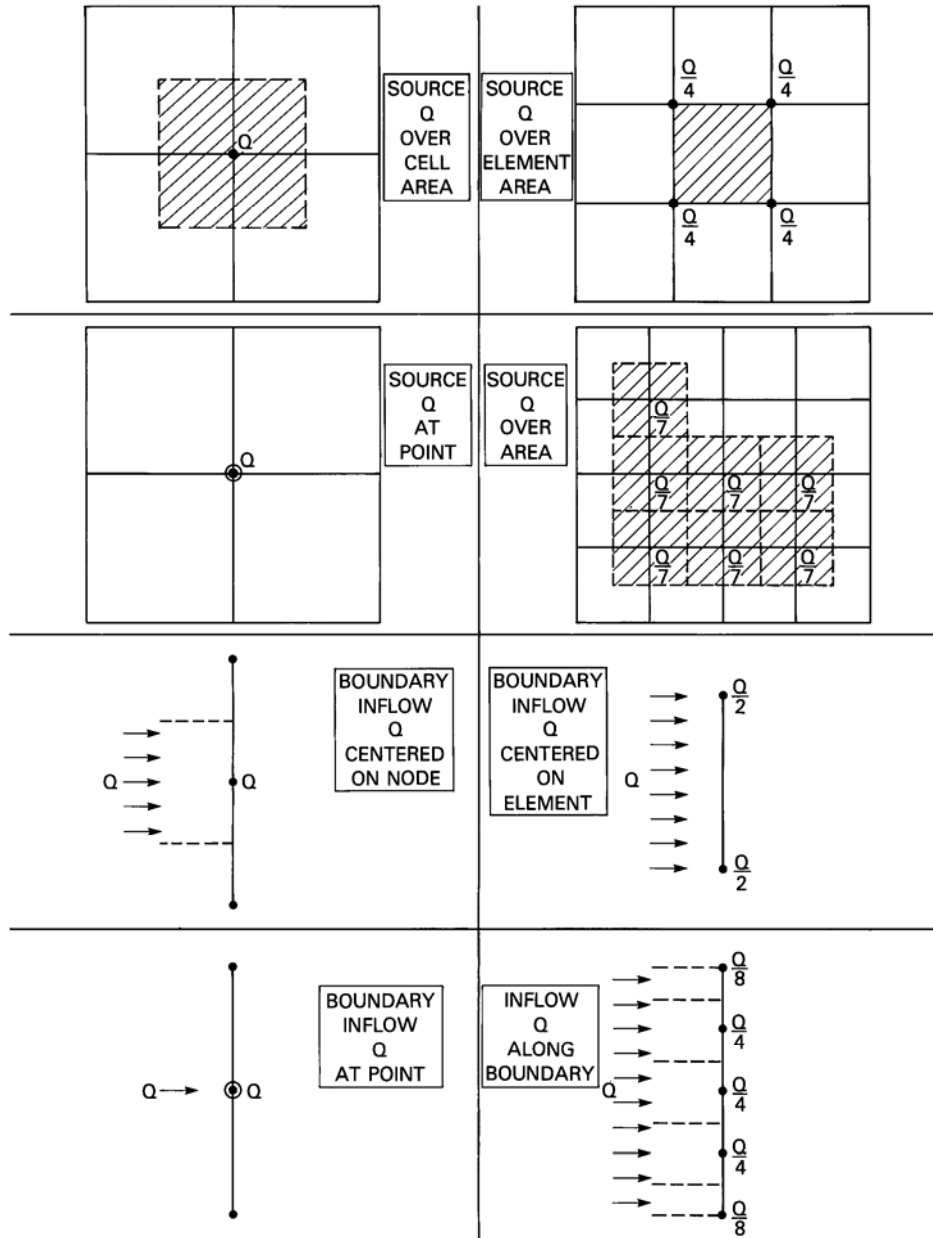 Q
SOURCE
Q
OVER
CELL
AREA
SOURCE
Q
OVER
ELEMENT
AREA
Q/4 Q/4
Q/4 Q/4
Q
SOURCE
Q
AT
POINT
SOURCE
Q
OVER
AREA
Q/7
Q/7 Q/7 Q/7
Q/7 Q/7 Q/7
Q Q
BOUNDARY
INFLOW
Q
CENTERED
ON NODE
BOUNDARY
INFLOW
Q
CENTERED
ON
ELEMENT
Q/2
Q
Q/2
Q Q
BOUNDARY
INFLOW
Q
AT POINT
INFLOW
Q
ALONG
BOUNDARY
Q/8
Q/4
Q Q/4
Q/4
Q/8